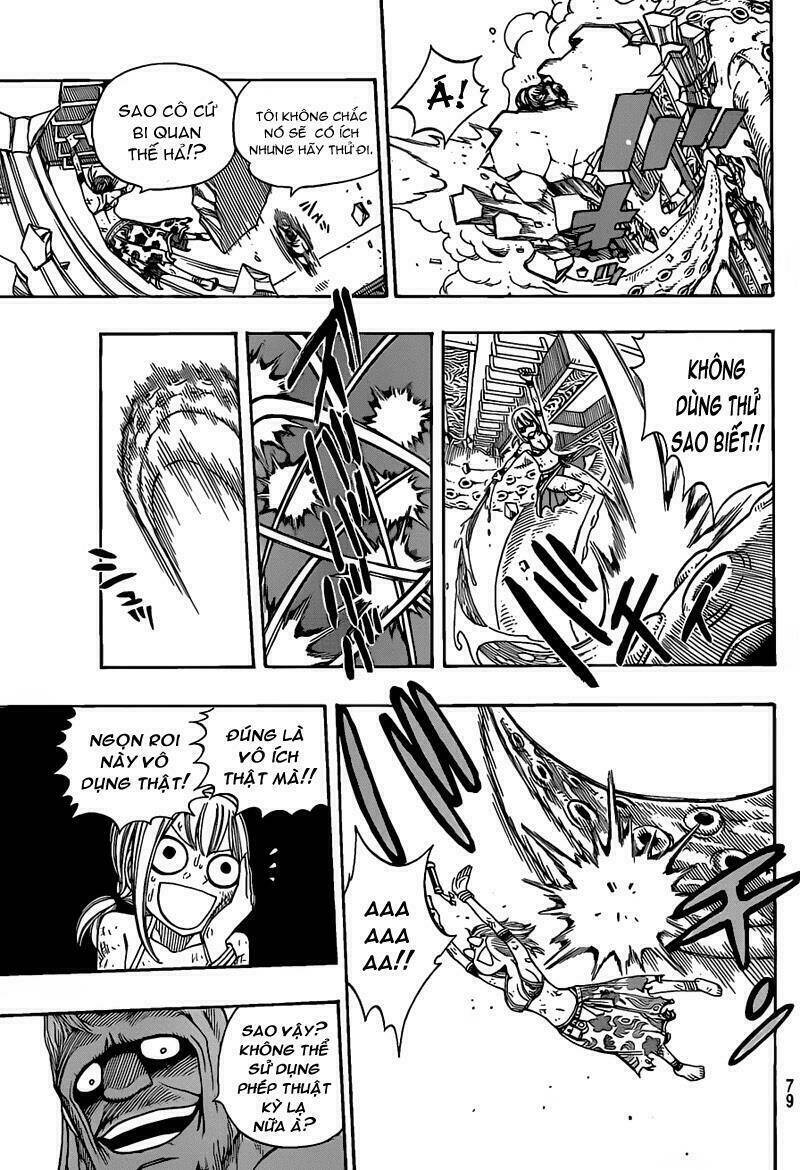 Á!
TÔI KHÔNG CHẮC
NÓ SẼ CÓ ÍCH
NHƯNG HÃY THỬ ĐI.
SAO CÔ CỨ
BI QUAN
THẾ HẢ!?
KHÔNG
DÙNG THỬ
SAO BIẾT!!
AAA
AAA
AA!!
ĐÚNG LÀ
VÔ ÍCH
THẬT MÀ!!
NGỌN ROI
NÀY VÔ
DỤNG THẬT!
SAO VẬY?
KHÔNG THỂ
SỬ DỤNG
PHÉP THUẬT
KỲ LẠ
NỮA À?
79